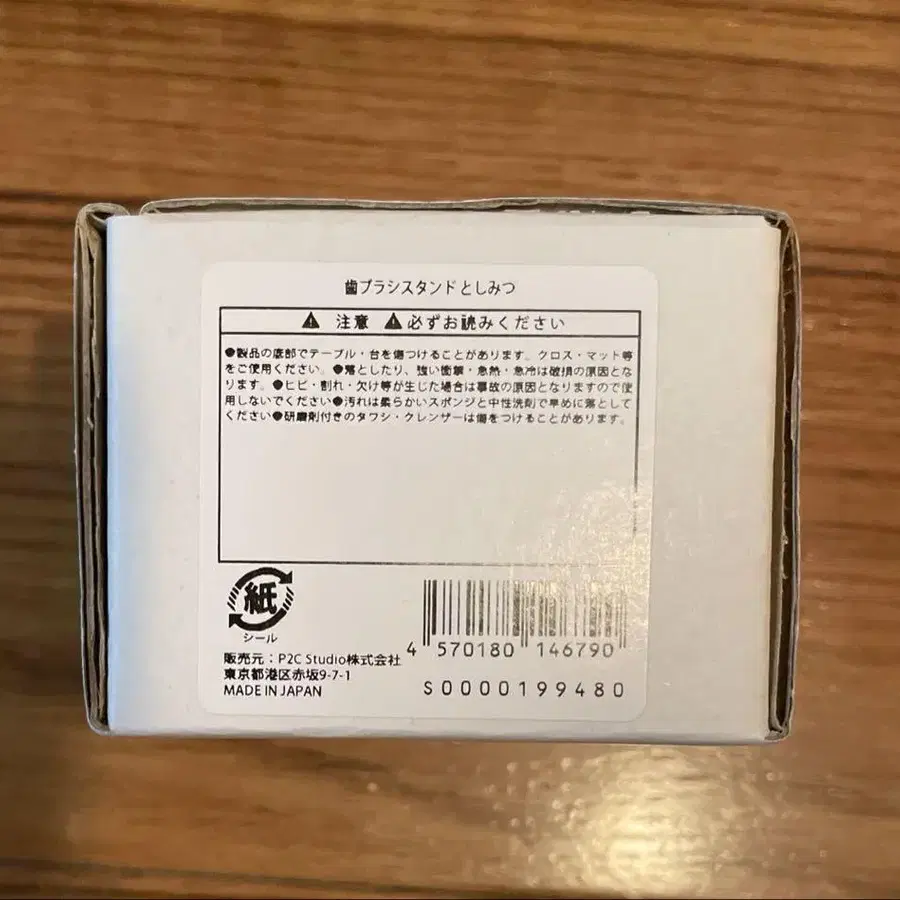 歯ブラシスタンド としみつ
⚠ 注意 ⚠必ずお読みください
●製品の底部でテーブル・台を傷つけることがあります。クロス・マット等
をご使用ください。●落としたり、強い衝撃・急熱・急冷は破損の原因とな
ります。●ヒビ・割れ・欠け等が生じた場合は事故の原因となりますので使
用しないでください●汚れは柔らかいスポンジと中性洗剤で早めに落として
ください●研磨剤付きのタワシ・クレンザーは傷をつけることがあります。
紙
シール
販売元：P2C Studio株式会社
東京都港区赤坂9-7-1
MADE IN JAPAN
4 570180 146790
S0000199480